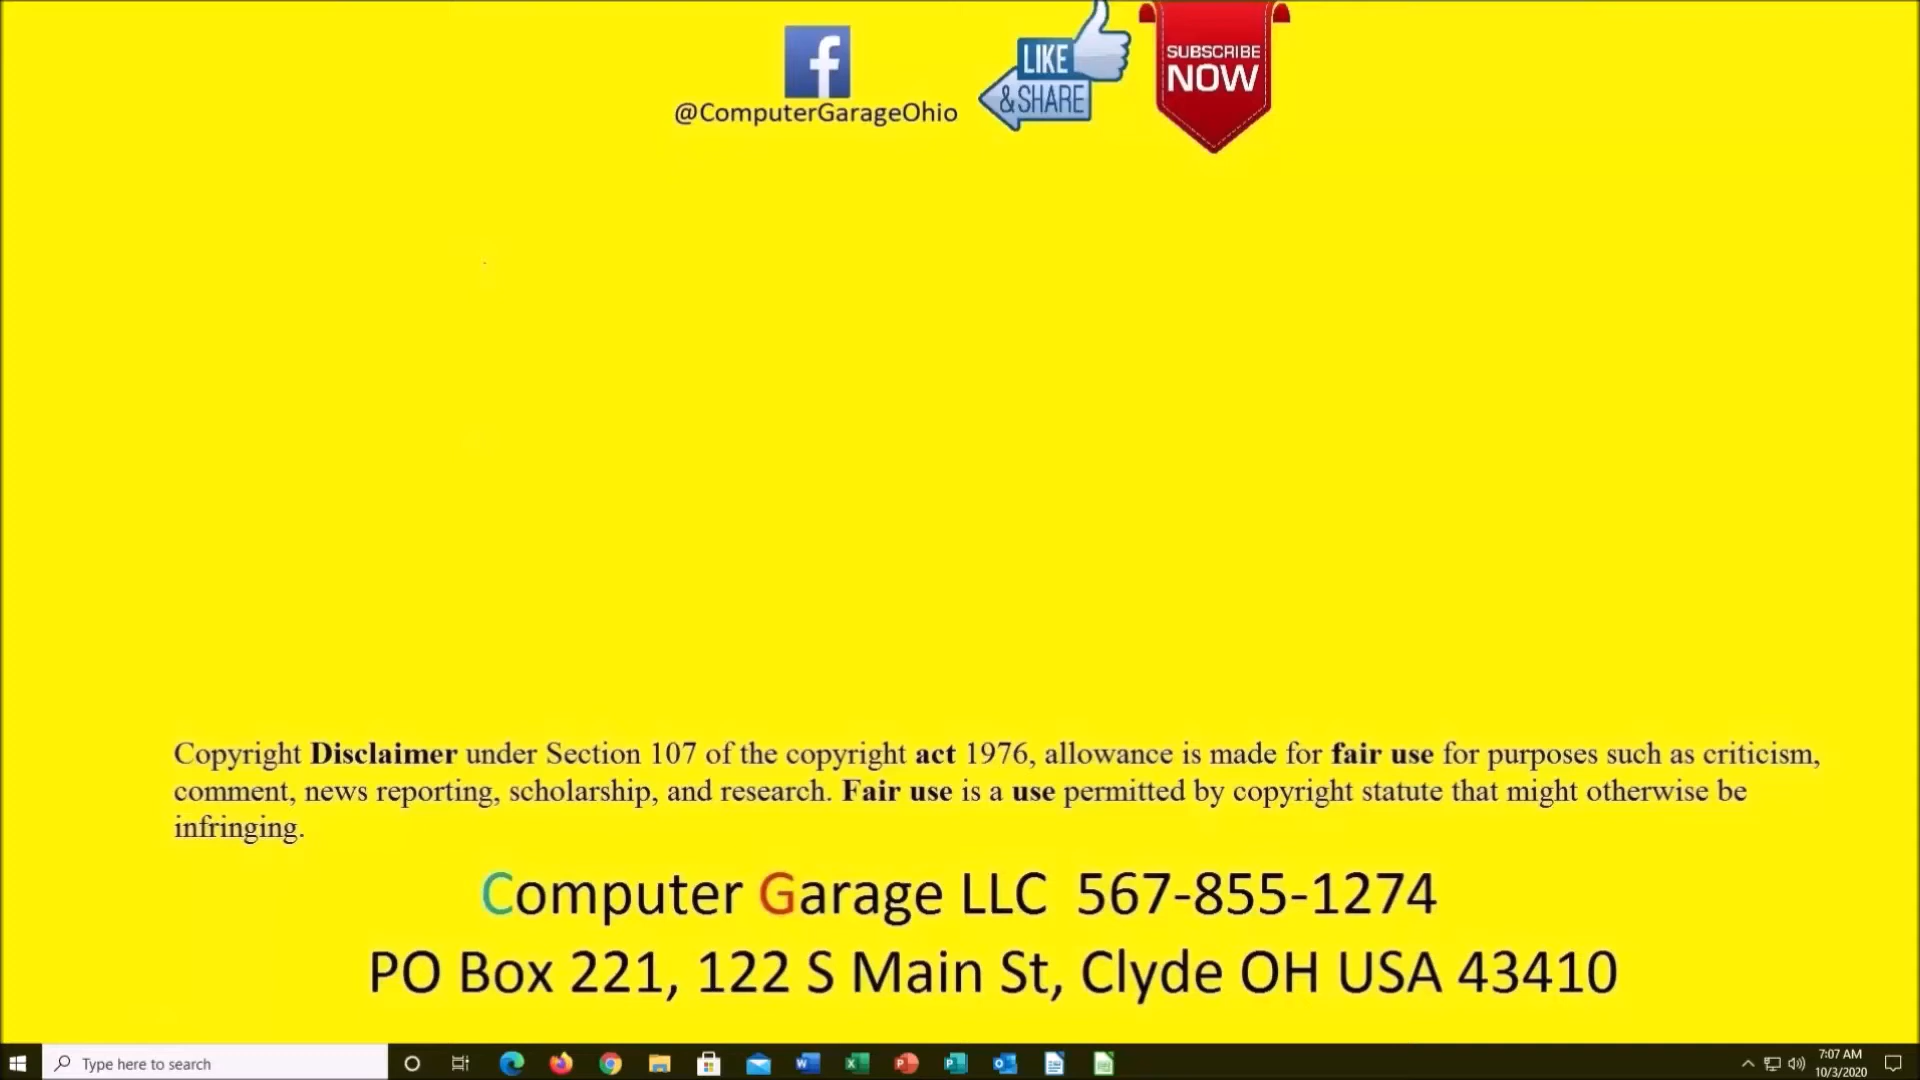 LIKE
& SHARE
SUBSCRIBE
NOW
@ComputerGarageOhio
Copyright Disclaimer under Section 107 of the copyright act 1976, allowance is made for fair use for purposes such as criticism,
comment, news reporting, scholarship, and research. Fair use is a use permitted by copyright statute that might otherwise be
infringing.
Computer Garage LLC 567-855-1274
PO Box 221, 122 S Main St, Clyde OH USA 43410
Type here to search
7:07 AM
10/3/2020